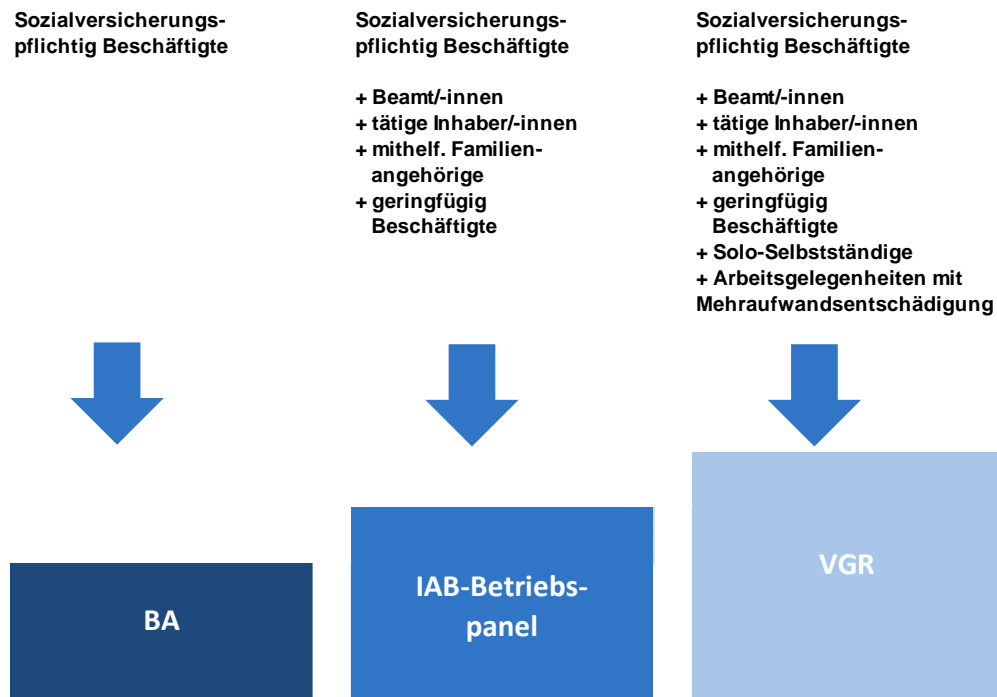 Sozialversicherungs-
pflichtig Beschäftigte
Sozialversicherungs-
pflichtig Beschäftigte
+ Beamt/-innen
+ tätige Inhaber/-innen
+ mithelf. Familien-
angehörige
+ geringfügig
Beschäftigte
Sozialversicherungs-
pflichtig Beschäftigte
+ Beamt/-innen
+ tätige Inhaber/-innen
+ mithelf. Familien-
angehörige
+ geringfügig
Beschäftigte
+ Solo-Selbstständige
+ Arbeitsgelegenheiten mit
Mehraufwandsentschädigung
BA
IAB-Betriebs-
panel
VGR